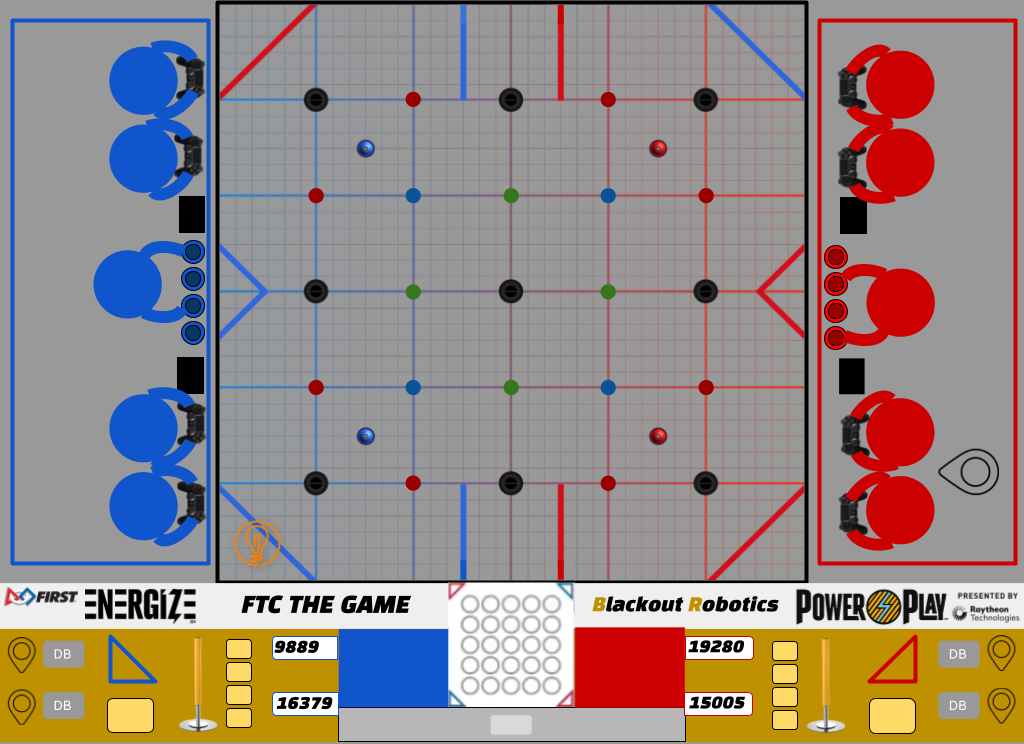 FIRST
ENERGIZE
FTC THE GAME
Blackout Robotics
POWER PLAY
PRESENTED BY
Raytheon
Technologies
DB
9889
19280
DB
DB
16379
15005
DB